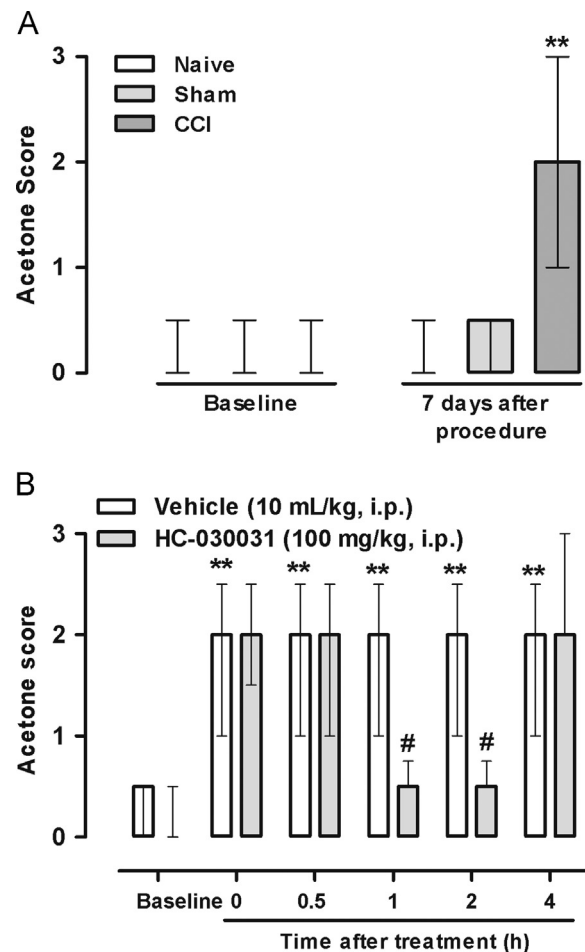 A
**
3
Naive
Sham
CCI
2
Acetone Score
1
0
Baseline
7 days after
procedure
B
Vehicle (10 mL/kg, i.p.)
HC-030031 (100 mg/kg, i.p.)
3
** ** ** ** **
2
Acetone score
1
# #
0
Baseline 0 0.5 1 2 4
Time after treatment (h)